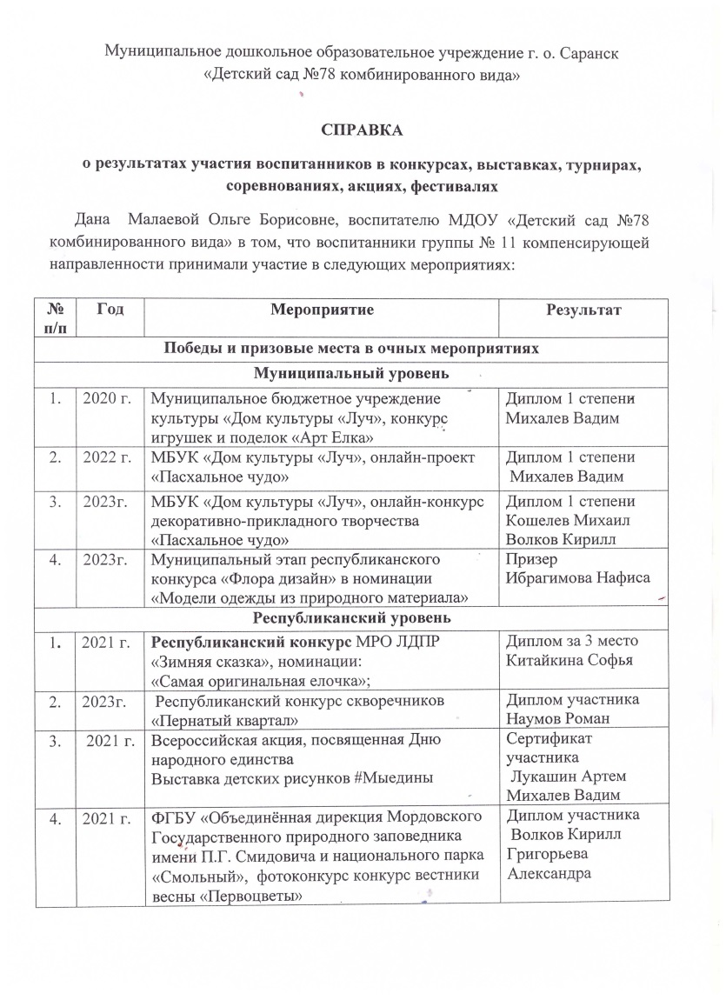 Муниципальное дошкольное образовательное учреждение г. о. Саранск
«Детский сад №78 комбинированного вида»
СПРАВКА
о результатах участия воспитанников в конкурсах, выставках, турнирах,
соревнованиях, акциях, фестивалях
Дана Малаевой Ольге Борисовне, воспитателю МДОУ «Детский сад №78
комбинированного вида» в том, что воспитанники группы № 11 компенсирующей
направленности принимали участие в следующих мероприятиях:
№ п/п Год Мероприятие Результат
Победы и призовые места в очных мероприятиях
Муниципальный уровень
1. 2020 г. Муниципальное бюджетное учреждение Диплом 1 степени
культуры «Дом культуры «Луч», конкурс Михалев Вадим
игрушек и поделок «Арт Елка»
2. 2022 г. МБУК «Дом культуры «Луч», онлайн-проект Диплом 1 степени
«Пасхальное чудо» Михалев Вадим
3. 2023г. МБУК «Дом культуры «Луч», онлайн-конкурс Диплом 1 степени
декоративно-прикладного творчества Кошелев Михаил
«Пасхальное чудо» Волков Кирилл
4. 2023г. Муниципальный этап республиканского Призер
конкурса «Флора дизайн» в номинации Ибрагимова Нафиса
«Модели одежды из природного материала»
Республиканский уровень
1. 2021 г. Республиканский конкурс МРО ЛДПР Диплом за 3 место
«Зимняя сказка», номинации: Китайкина Софья
«Самая оригинальная елочка»;
2. 2023г. Республиканский конкурс скворечников Диплом участника
«Пернатый квартал» Наумов Роман
3. 2021 г. Всероссийская акция, посвященная Дню Сертификат
народного единства участника
Выставка детских рисунков #Мыедины Лукашин Артем
Михалев Вадим
4. 2021 г. ФГБУ «Объединённая дирекция Мордовского Диплом участника
Государственного природного заповедника Волков Кирилл
имени П.Г. Смидовича и национального парка Григорьева
«Смольный», фотоконкурс конкурс вестники Александра
весны «Первоцветы»